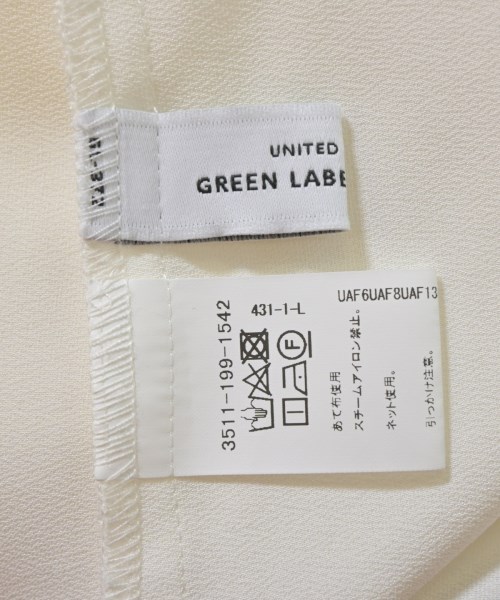 UNITED
GREEN LABE
UAF6UAF8UAF13
431-1-L
3511-199-1542
あて布使用
スチームアイロン禁止。
ネット使用。
引っかけ注意。